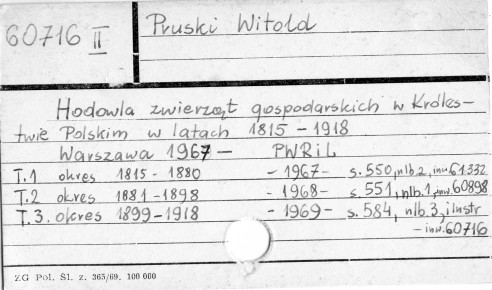 60716 II
Pruski Witold
Hodowla zwierząt gospodarskich w Króles-
twie Polskim w latach 1815 - 1918
Warszawa 1967 - PWRiL
T.1 okres 1815 - 1880 - 1967 - s. 550, nlb. 2, inw. 61332
T.2 okres 1881 - 1898 - 1968 - s. 551, nlb. 1, inw. 60898
T.3. okres 1899 - 1918 - 1969 - s. 584, nlb. 3, ilustr
- inw. 60716
ZG Pol. Śl. z. 363/69. 100 000